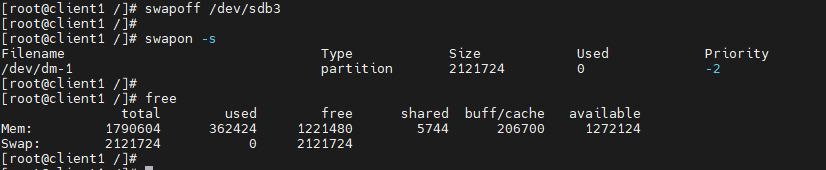 [root@client1 /]# swapoff /dev/sdb3
[root@client1 /]#
[root@client1 /]# swapon -s
Filename                                Type            Size            Used            Priority
/dev/dm-1                               partition       2121724         0               -2
[root@client1 /]#
[root@client1 /]# free
              total        used        free      shared  buff/cache   available
Mem:        1790604      362424     1221480        5744      206700     1272124
Swap:       2121724           0     2121724
[root@client1 /]#
[root@client1 /]#